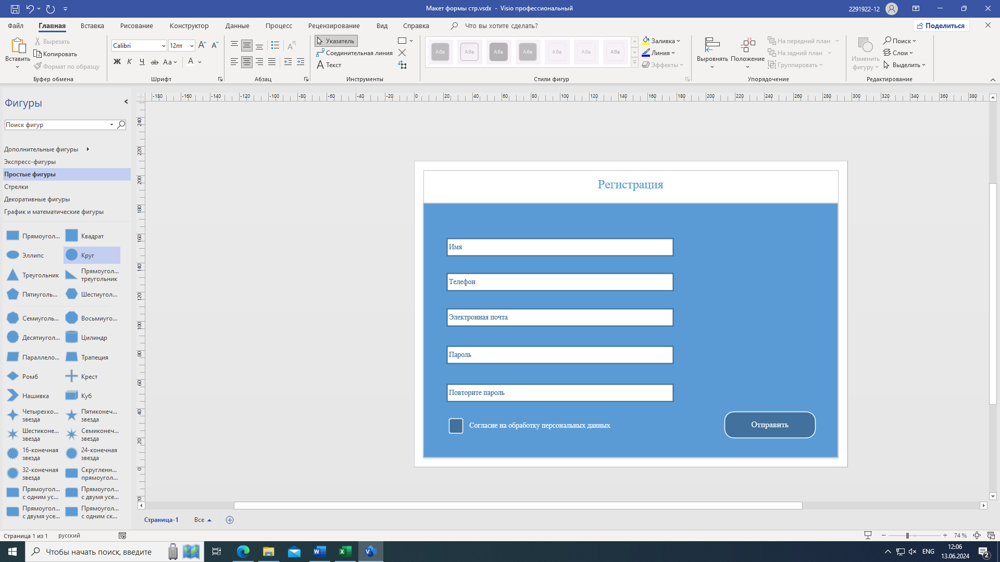 Макет формы стр.vsdx - Visio профессиональный
2291922-12
Файл Главная Вставка Рисование Конструктор Данные Процесс Рецензирование Вид Справка Что вы хотите сделать? Поделиться
Вставить
Вырезать
Копировать
Формат по образцу
Буфер обмена
Calibri 12пт
Ж К Ч ab Aa A
Шрифт
Абзац
Указатель
Соединительная линия
Текст
Инструменты
Абв Абв Абв Абв Абв Абв Абв
Стили фигур
Заливка
Линия
Эффекты
Выровнять Положение
На передний план
На задний план
Группировать
Упорядочение
Изменить фигуру
Поиск
Слои
Выделить
Редактирование
Фигуры
Поиск фигур
Дополнительные фигуры
Экспресс-фигуры
Простые фигуры
Стрелки
Декоративные фигуры
График и математические фигуры
Прямоугол... Квадрат
Эллипс Круг
Треугольник Прямоугол... треугольник
Пятиуголь... Шестиугол...
Семиуголь... Восьмиуго...
Десятиугол... Цилиндр
Параллело... Трапеция
Ромб Крест
Нашивка Куб
Четырехко... звезда Пятиконеч... звезда
Шестиконе... звезда Семиконеч... звезда
16-конечная звезда 24-конечная звезда
32-конечная звезда Скругленн... прямоугол...
Прямоугол... с одним ус... Прямоугол... с двумя усе...
Прямоугол... с двумя усе... Прямоугол... с одним ск...
-180 -160 -140 -120 -100 -80 -60 -40 -20 0 20 40 60 80 100 120 140 160 180 200 220 240 260 280 300 320 340 360 380
240
220
200
180
160
140
120
100
80
60
40
20
0
20
Регистрация
Имя
Телефон
Электронная почта
Пароль
Повторите пароль
Согласие на обработку персональных данных
Отправить
Страница-1 Все
Страница 1 из 1 русский
74 %
Чтобы начать поиск, введите
ENG
12:06
13.06.2024
2